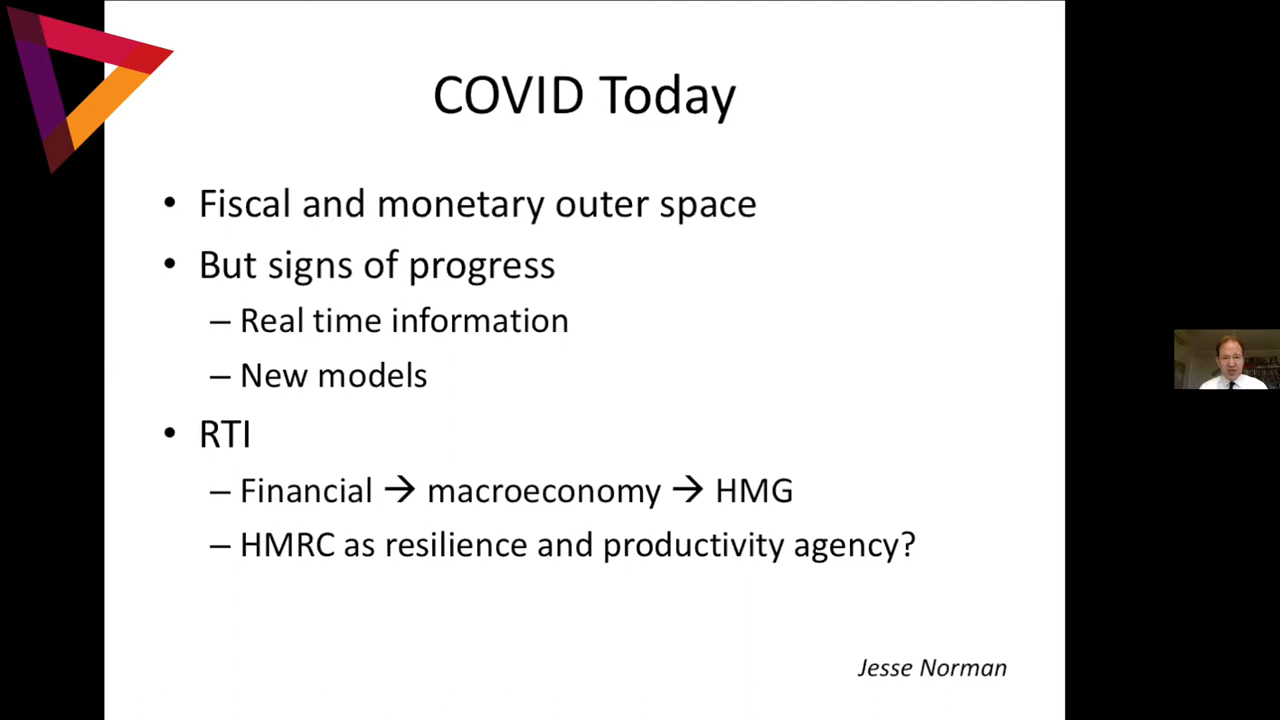 COVID Today
• Fiscal and monetary outer space
• But signs of progress
– Real time information
– New models
• RTI
– Financial → macroeconomy → HMG
– HMRC as resilience and productivity agency?
Jesse Norman